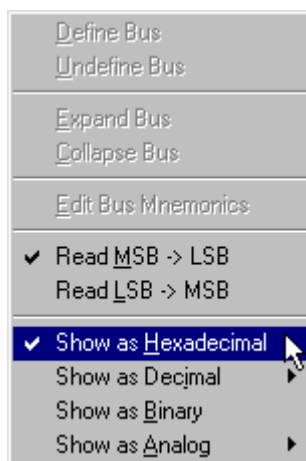 Define Bus
Undefine Bus
Expand Bus
Collapse Bus
Edit Bus Mnemonics
Read MSB -> LSB
Read LSB -> MSB
Show as Hexadecimal
Show as Decimal
Show as Binary
Show as Analog